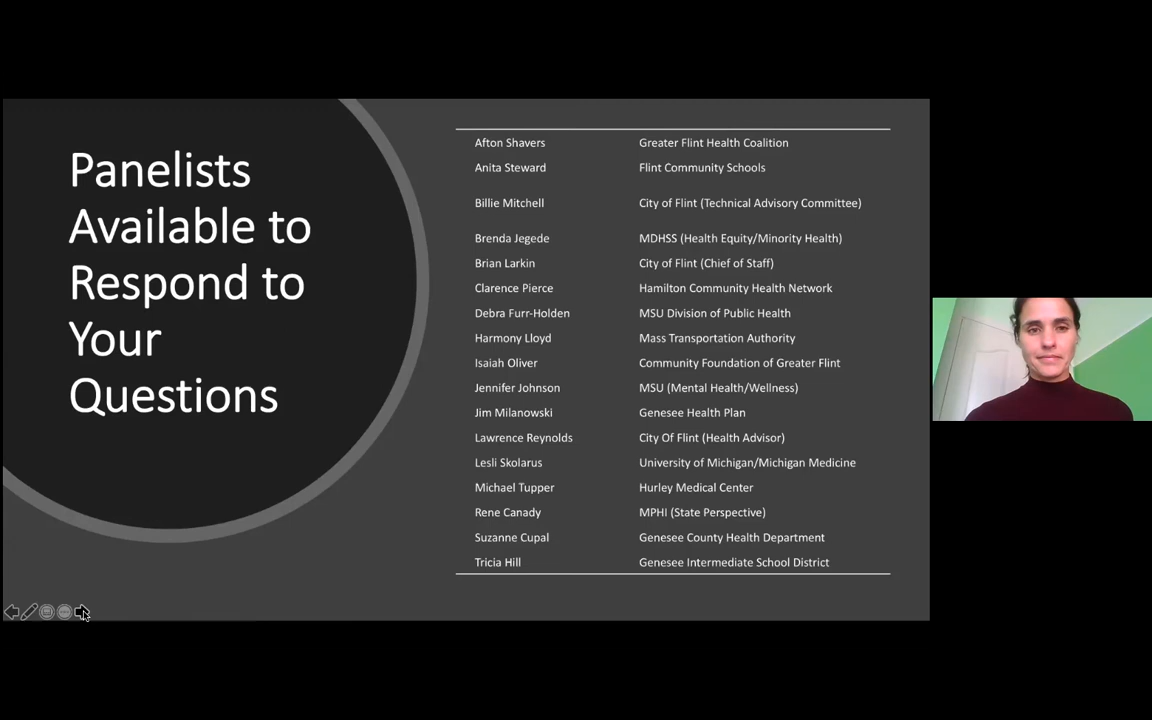 Panelists
Available to
Respond to
Your
Questions
Afton Shavers Greater Flint Health Coalition
Anita Steward Flint Community Schools
Billie Mitchell City of Flint (Technical Advisory Committee)
Brenda Jegede MDHSS (Health Equity/Minority Health)
Brian Larkin City of Flint (Chief of Staff)
Clarence Pierce Hamilton Community Health Network
Debra Furr-Holden MSU Division of Public Health
Harmony Lloyd Mass Transportation Authority
Isaiah Oliver Community Foundation of Greater Flint
Jennifer Johnson MSU (Mental Health/Wellness)
Jim Milanowski Genesee Health Plan
Lawrence Reynolds City Of Flint (Health Advisor)
Lesli Skolarus University of Michigan/Michigan Medicine
Michael Tupper Hurley Medical Center
Rene Canady MPHI (State Perspective)
Suzanne Cupal Genesee County Health Department
Tricia Hill Genesee Intermediate School District